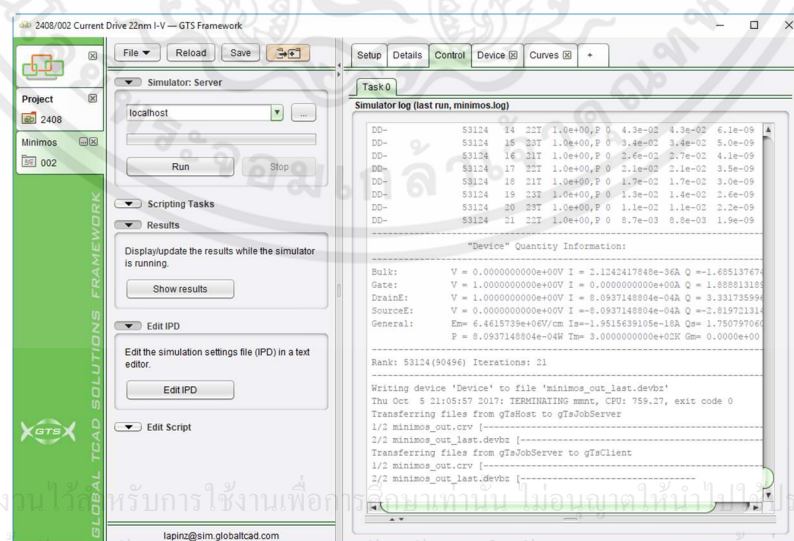 2408/002 Current Drive 22nm I-V — GTS Framework
File
Reload
Save
Project
2408
Minimos
002
GLOBAL TCAD SOLUTIONS FRAMEWORK
GTS
Simulator: Server
localhost
...
Run
Stop
Scripting Tasks
Results
Display/update the results while the simulator
is running.
Show results
Edit IPD
Edit the simulation settings file (IPD) in a text
editor.
Edit IPD
Edit Script
lapinz@sim.globaltcad.com
Setup Details Control Device Curves +
Task 0
Simulator log (last run, minimos.log)
DD- 53124 14 22T 1.0e+00,P 0 4.3e-02 4.3e-02 6.1e-09
DD- 53124 15 23T 1.0e+00,P 0 3.4e-02 3.4e-02 5.0e-09
DD- 53124 16 21T 1.0e+00,P 0 2.6e-02 2.7e-02 4.1e-09
DD- 53124 17 22T 1.0e+00,P 0 2.1e-02 2.1e-02 3.5e-09
DD- 53124 18 21T 1.0e+00,P 0 1.7e-02 1.7e-02 3.0e-09
DD- 53124 19 23T 1.0e+00,P 0 1.3e-02 1.4e-02 2.6e-09
DD- 53124 20 23T 1.0e+00,P 0 1.1e-02 1.1e-02 2.2e-09
DD- 53124 21 22T 1.0e+00,P 0 8.7e-03 8.8e-03 1.9e-09
"Device" Quantity Information:
Bulk: V = 0.0000000000e+00V I = 2.1242417848e-36A Q =-1.685137674
Gate: V = 1.0000000000e+00V I = 0.0000000000e+00A Q = 1.888813189
DrainE: V = 1.0000000000e+00V I = 8.0937148804e-04A Q = 3.331735996
SourceE: V = 0.0000000000e+00V I =-8.0937148804e-04A Q =-2.819721314
General: Em= 6.4615739e+06V/cm Is=-1.9515639105e-18A Qs= 1.750797060
P = 8.0937148804e-04W Tm= 3.0000000000e+02K Gm= 0.0000e+00
Rank: 53124(90496) Iterations: 21
Writing device 'Device' to file 'minimos_out_last.devbz'
Thu Oct 5 21:05:57 2017: TERMINATING mmnt, CPU: 759.27, exit code 0
Transferring files from gTsHost to gTsJobServer
1/2 minimos_out.crv [---
2/2 minimos_out_last.devbz [---
Transferring files from gTsJobServer to gTsClient
1/2 minimos_out.crv [---
2/2 minimos_out_last.devbz [---